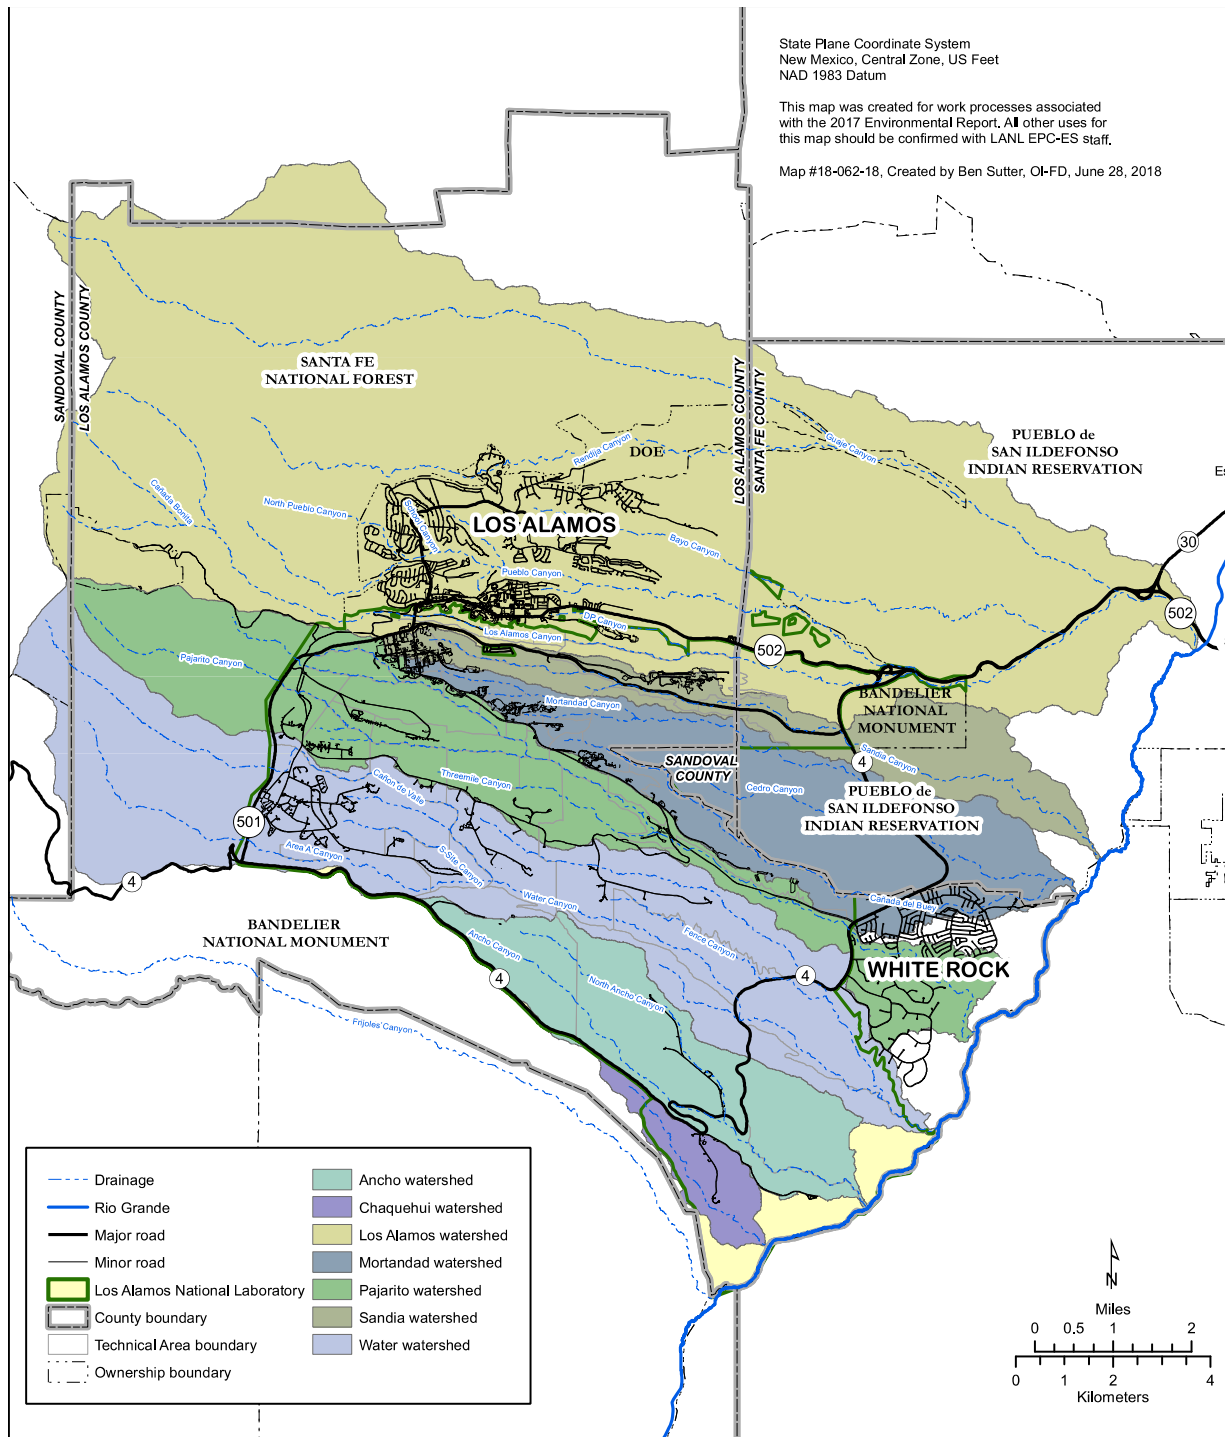 State Plane Coordinate System
New Mexico, Central Zone, US Feet
NAD 1983 Datum
This map was created for work processes associated
with the 2017 Environmental Report. All other uses for
this map should be confirmed with LANL EPC-ES staff.
Map #18-062-18, Created by Ben Sutter, OI-FD, June 28, 2018
SANDOVAL COUNTY
LOS ALAMOS COUNTY
SANTA FE
NATIONAL FOREST
LOS ALAMOS COUNTY
SANTA FE COUNTY
Guaje Canyon
PUEBLO de
SAN ILDEFONSO
INDIAN RESERVATION
Es
Rendija Canyon
DOE
Cañada Bonita
North Pueblo Canyon
School Canyon
LOS ALAMOS
Bayo Canyon
30
Pueblo Canyon
502
DP Canyon
Los Alamos Canyon
502
Pajarito Canyon
Mortandad Canyon
BANDELIER
NATIONAL
MONUMENT
Sandia Canyon
SANDOVAL
COUNTY
4
Cañon de Valle
Threemile Canyon
Cedro Canyon
PUEBLO de
SAN ILDEFONSO
INDIAN RESERVATION
501
Area A Canyon
S-Site Canyon
4
Water Canyon
Cañada del Buey
BANDELIER
NATIONAL MONUMENT
Ancho Canyon
Fence Canyon
WHITE ROCK
4
4
North Ancho Canyon
Frijoles Canyon
Drainage
Rio Grande
Major road
Minor road
Los Alamos National Laboratory
County boundary
Technical Area boundary
Ownership boundary
Ancho watershed
Chaquehui watershed
Los Alamos watershed
Mortandad watershed
Pajarito watershed
Sandia watershed
Water watershed
N
Miles
0 0.5 1 2
0 1 2 4
Kilometers